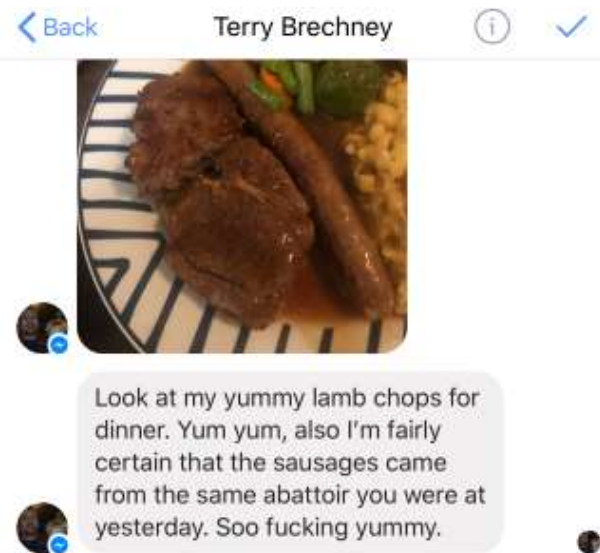 Back
Terry Brechney
Look at my yummy lamb chops for
dinner. Yum yum, also I'm fairly
certain that the sausages came
from the same abattoir you were at
yesterday. Soo fucking yummy.